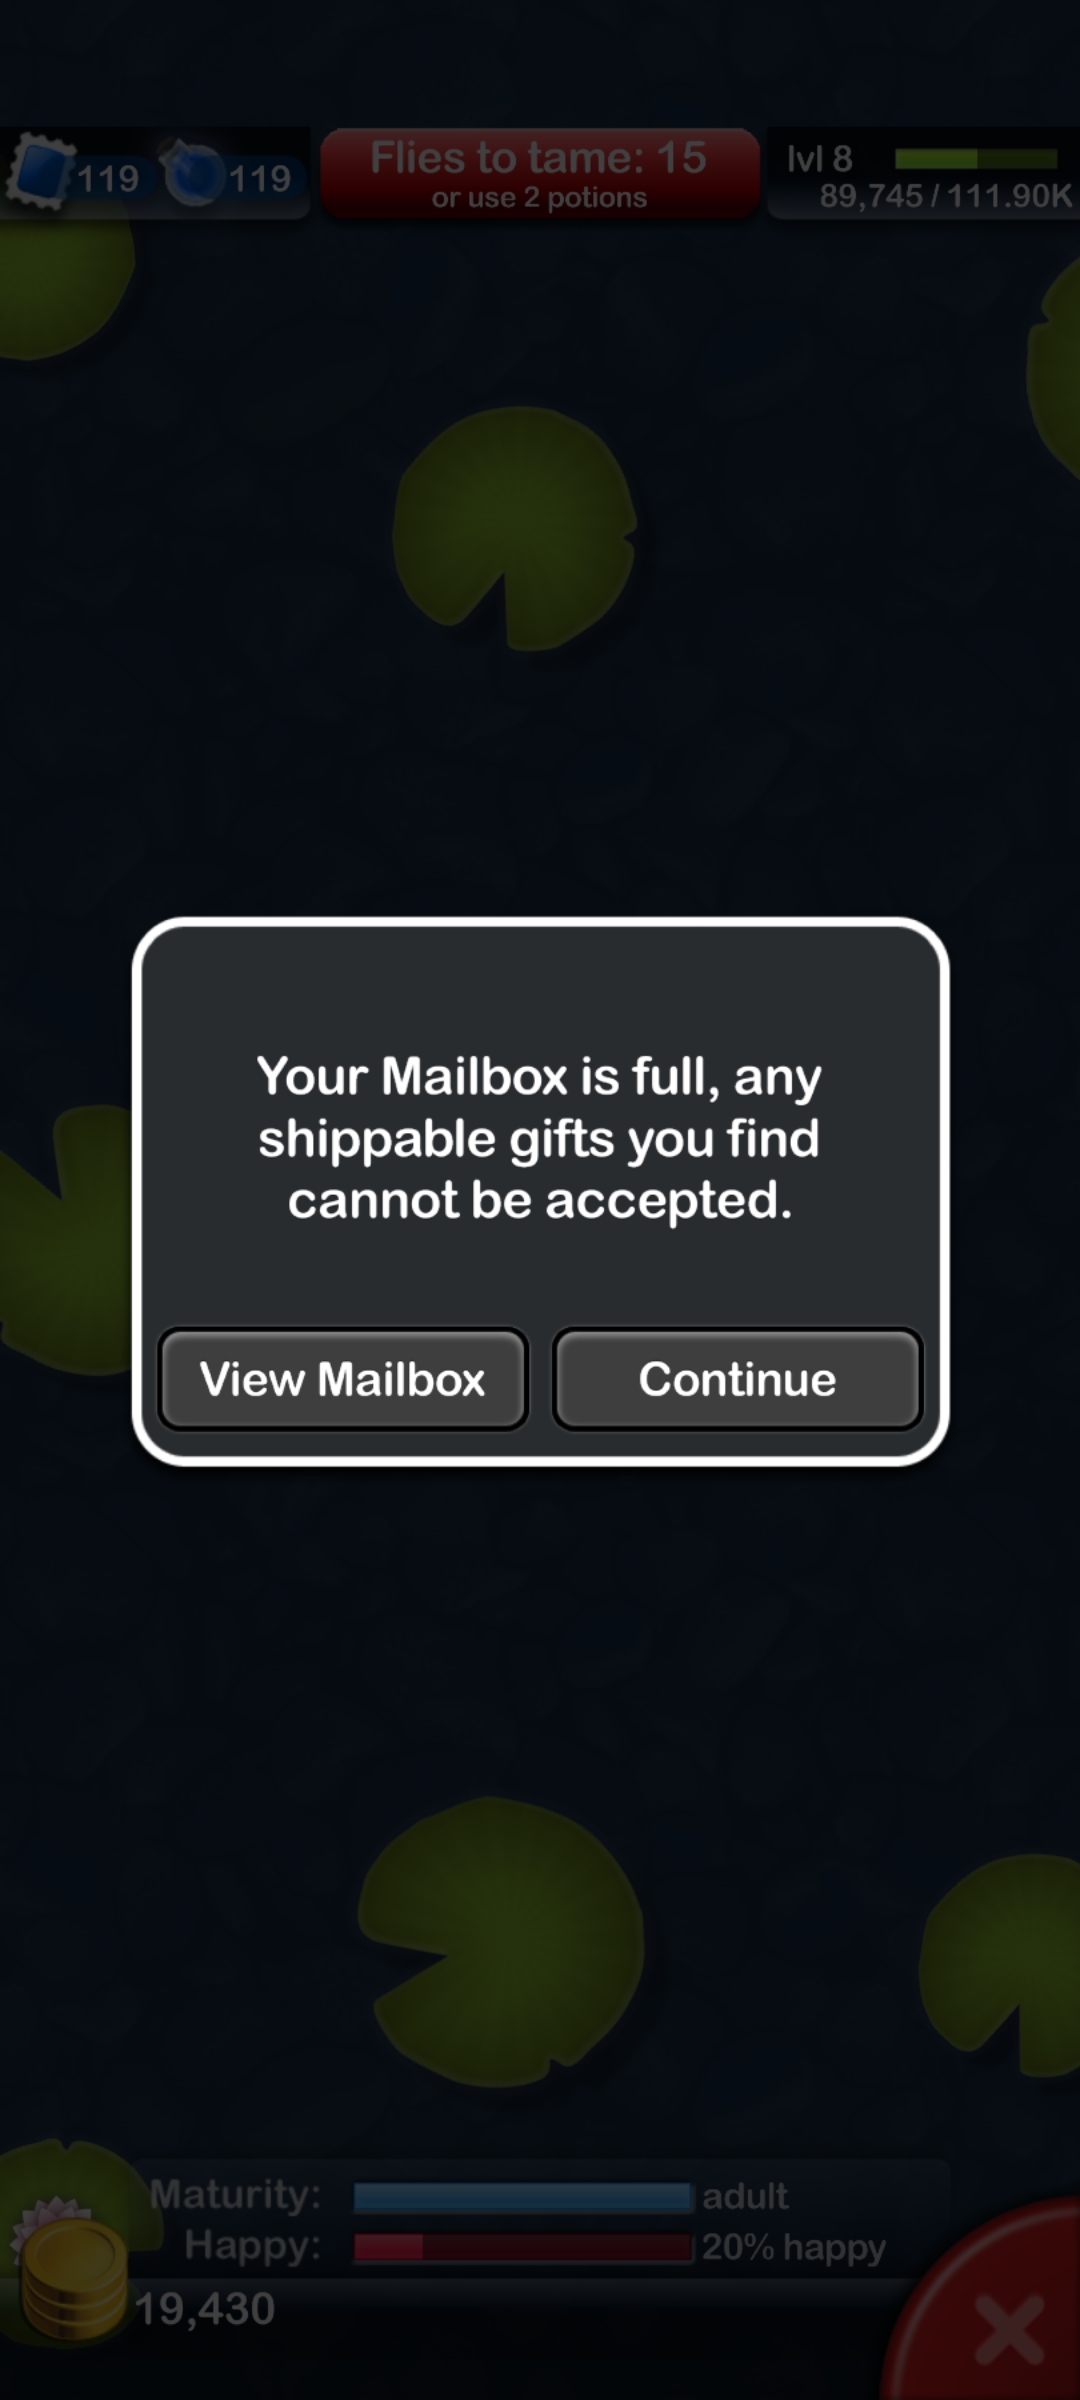 119
119
Flies to tame: 15
or use 2 potions
lvl 8
89,745 / 111.90K
Your Mailbox is full, any
shippable gifts you find
cannot be accepted.
View Mailbox
Continue
Maturity:
adult
Happy:
20% happy
19,430